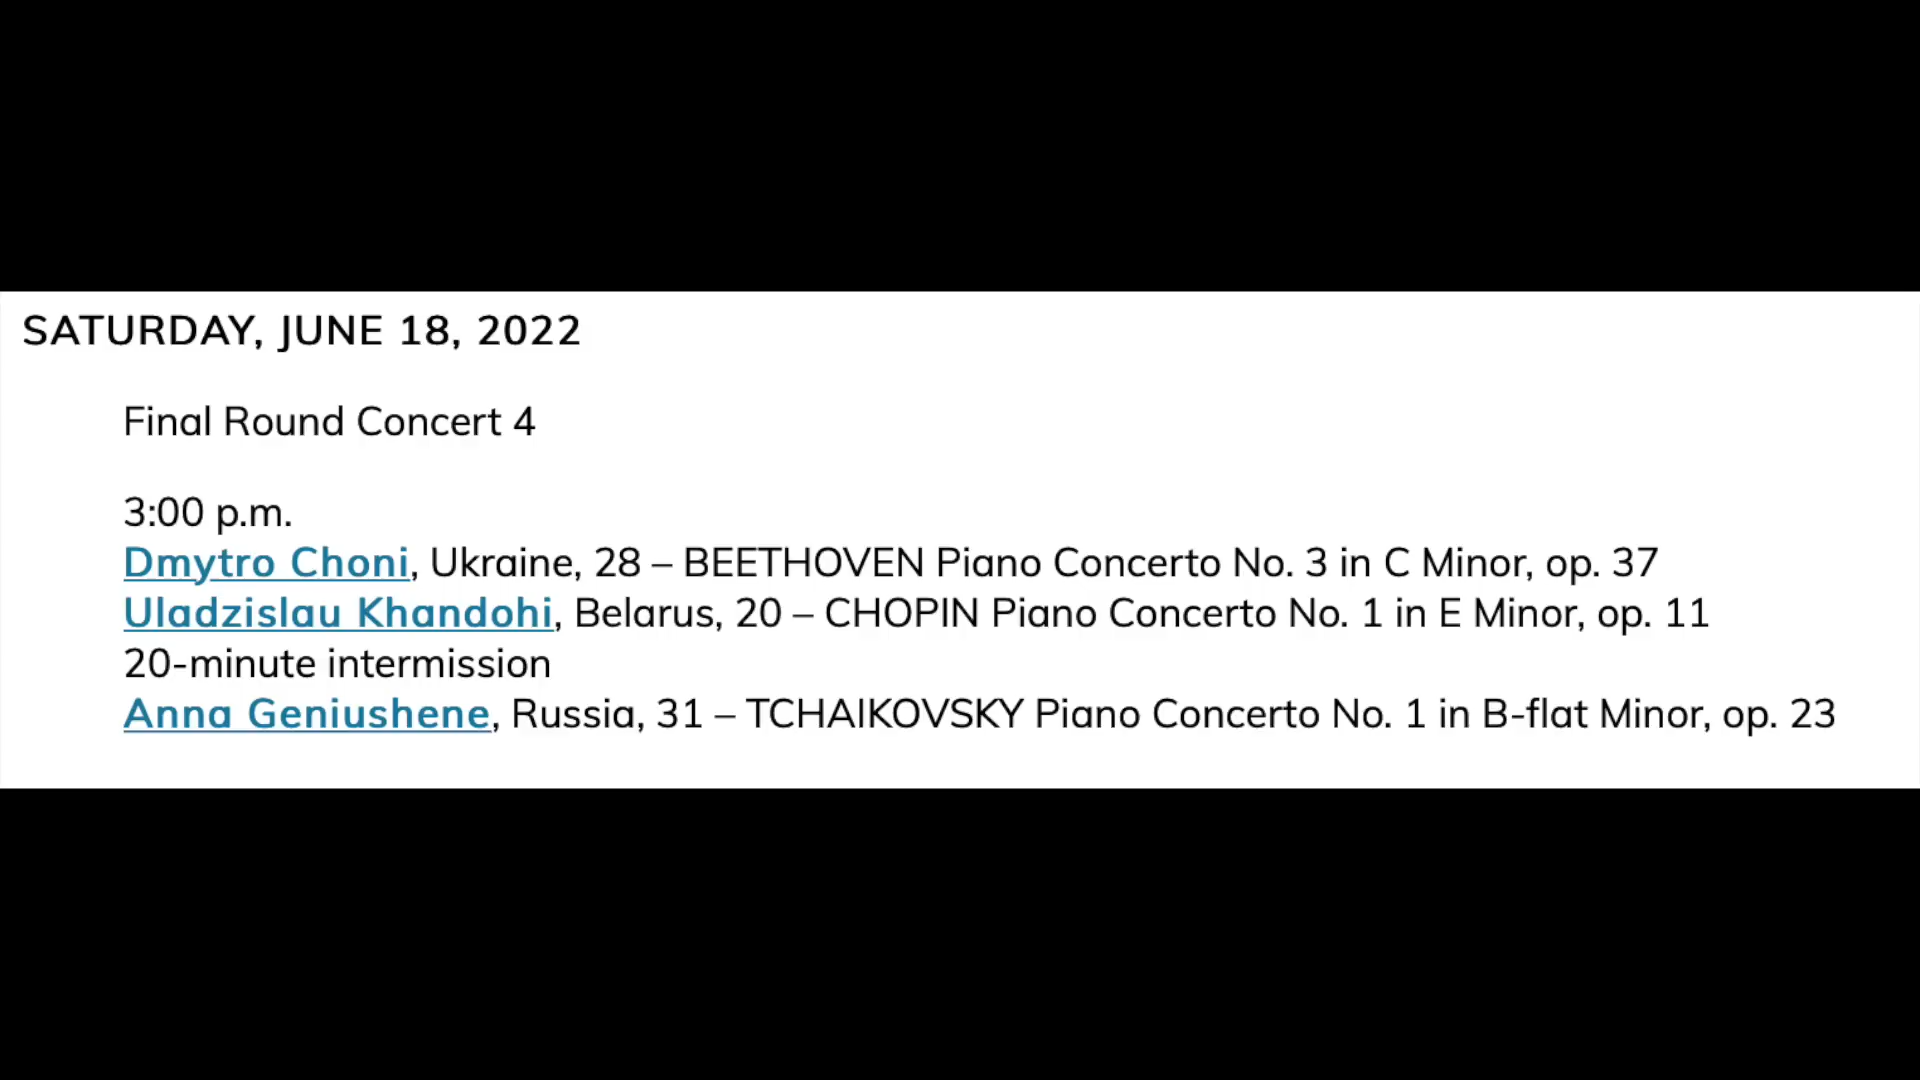 SATURDAY, JUNE 18, 2022
Final Round Concert 4
3:00 p.m.
Dmytro Choni, Ukraine, 28 – BEETHOVEN Piano Concerto No. 3 in C Minor, op. 37
Uladzislau Khandohi, Belarus, 20 – CHOPIN Piano Concerto No. 1 in E Minor, op. 11
20-minute intermission
Anna Geniushene, Russia, 31 – TCHAIKOVSKY Piano Concerto No. 1 in B-flat Minor, op. 23